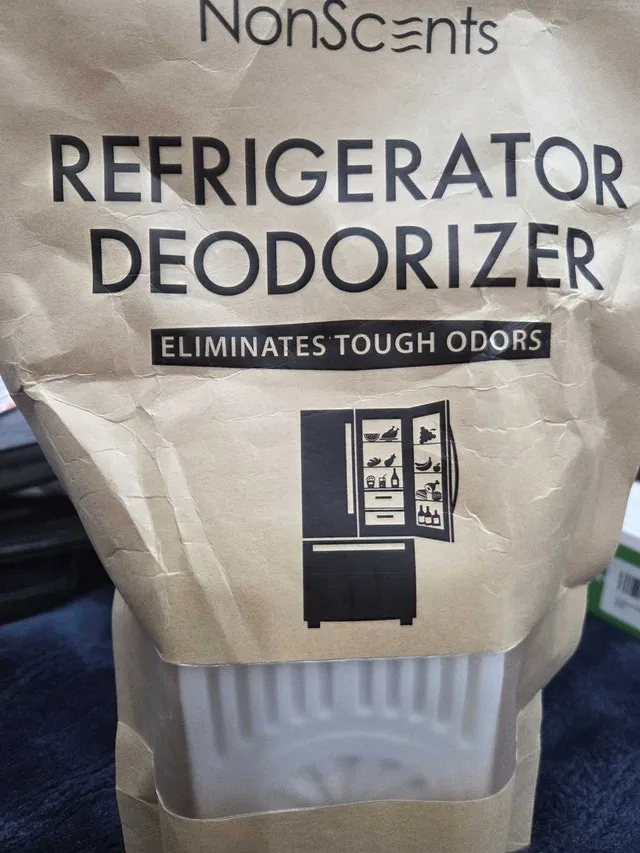 NonScents
REFRIGERATOR
DEODORIZER
ELIMINATES TOUGH ODORS